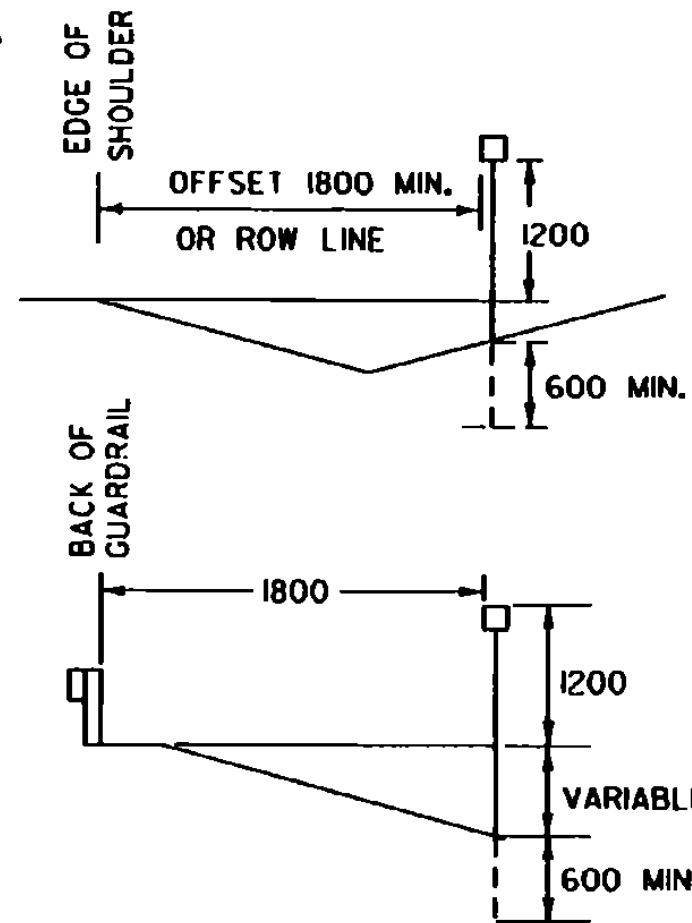 EDGE OF
SHOULDER
OFFSET 1800 MIN.
OR ROW LINE
1200
600 MIN.
BACK OF
GUARDRAIL
1800
1200
VARIABL
600 MIN